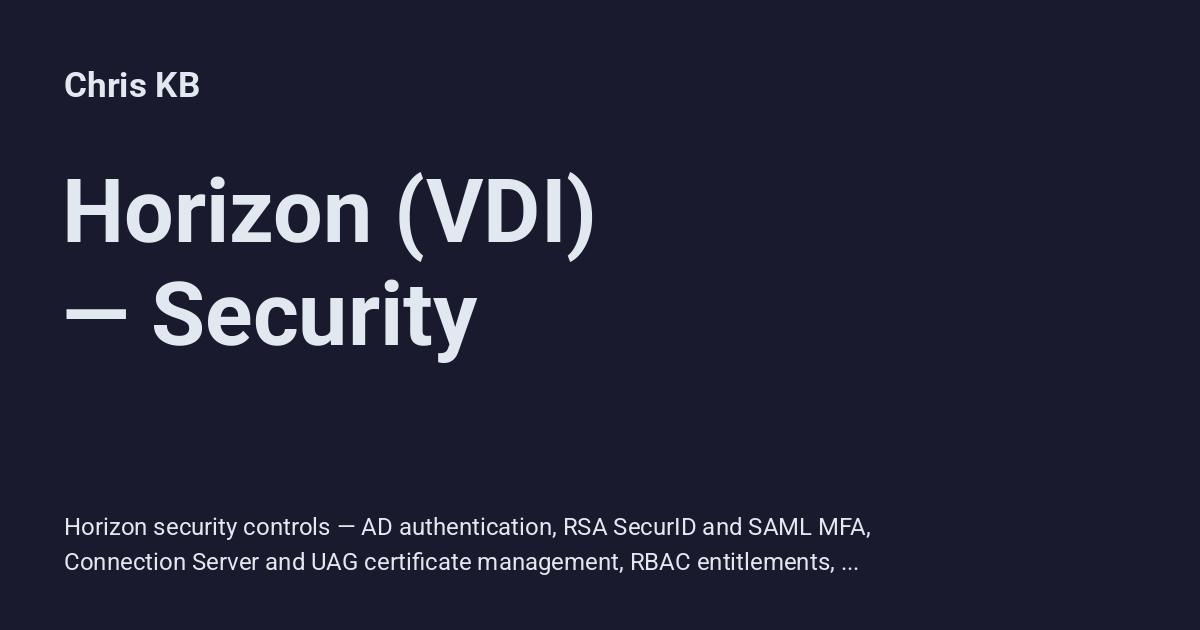 Chris KB
Horizon (VDI)
— Security
Horizon security controls — AD authentication, RSA SecurID and SAML MFA,
Connection Server and UAG certificate management, RBAC entitlements, ...